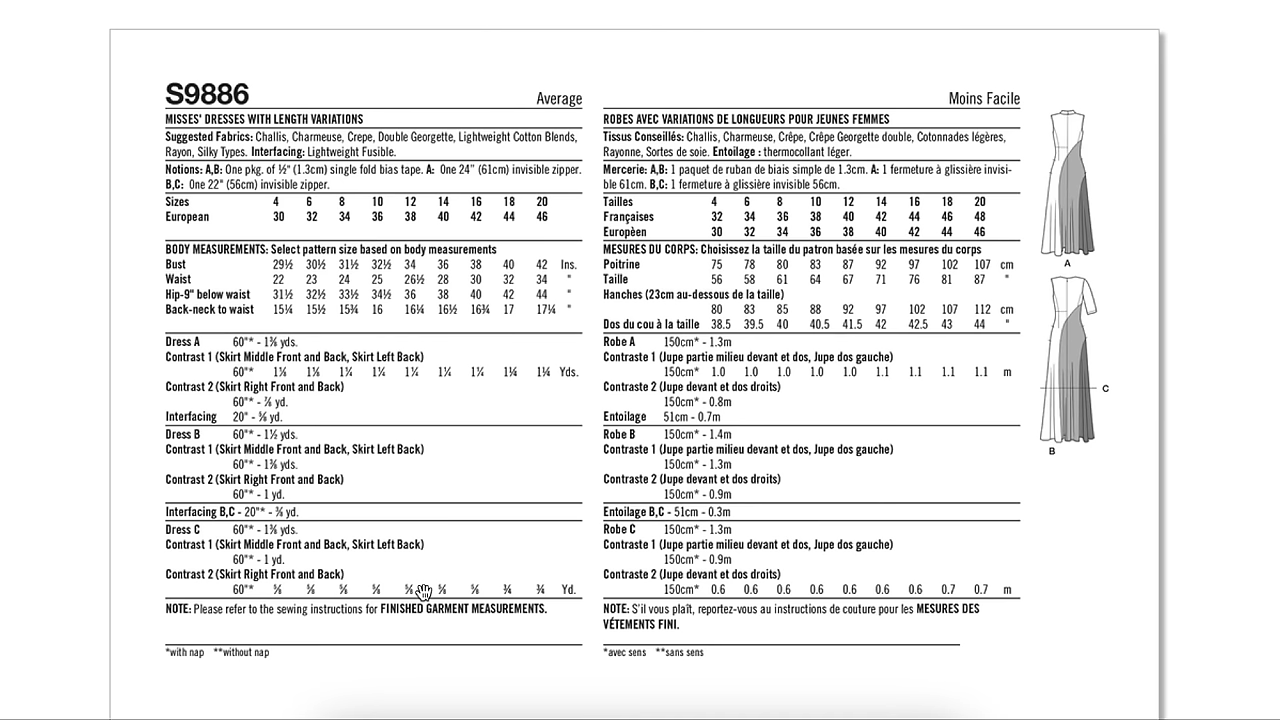 S9886 Average
MISSES' DRESSES WITH LENGTH VARIATIONS
Suggested Fabrics: Challis, Charmeuse, Crepe, Double Georgette, Lightweight Cotton Blends,
Rayon, Silky Types. Interfacing: Lightweight Fusible.
Notions: A,B: One pkg. of ½" (1.3cm) single fold bias tape. A: One 24" (61cm) invisible zipper.
B,C: One 22" (56cm) invisible zipper.
Sizes 4 6 8 10 12 14 16 18 20
European 30 32 34 36 38 40 42 44 46
BODY MEASUREMENTS: Select pattern size based on body measurements
Bust 29½ 30½ 31½ 32½ 34 36 38 40 42 Ins.
Waist 22 23 24 25 26½ 28 30 32 34 "
Hip-9" below waist 31½ 32½ 33½ 34½ 36 38 40 42 44 "
Back-neck to waist 15¼ 15½ 15¾ 16 16¼ 16½ 16¾ 17 17¼ "
Dress A 60"* - 1⅜ yds.
Contrast 1 (Skirt Middle Front and Back, Skirt Left Back)
60"* 1⅛ 1⅛ 1¼ 1¼ 1¼ 1¼ 1¼ 1¼ 1¼ Yds.
Contrast 2 (Skirt Right Front and Back)
60"* - ⅞ yd.
Interfacing 20" - ⅝ yd.
Dress B 60"* - 1½ yds.
Contrast 1 (Skirt Middle Front and Back, Skirt Left Back)
60"* - 1⅜ yds.
Contrast 2 (Skirt Right Front and Back)
60"* - 1 yd.
Interfacing B,C - 20"* - ⅜ yd.
Dress C 60"* - 1⅜ yds.
Contrast 1 (Skirt Middle Front and Back, Skirt Left Back)
60"* - 1 yd.
Contrast 2 (Skirt Right Front and Back)
60"* ⅝ ⅝ ⅝ ⅝ ⅝ ⅝ ⅝ ¾ ¾ Yd.
NOTE: Please refer to the sewing instructions for FINISHED GARMENT MEASUREMENTS.
*with nap **without nap
Moins Facile
ROBES AVEC VARIATIONS DE LONGUEURS POUR JEUNES FEMMES
Tissus Conseillés: Challis, Charmeuse, Crêpe, Crêpe Georgette double, Cotonnades légères,
Rayonne, Sortes de soie. Entoilage : thermocollant léger.
Mercerie: A,B: 1 paquet de ruban de biais simple de 1.3cm. A: 1 fermeture à glissière invisi-
ble 61cm. B,C: 1 fermeture à glissière invisible 56cm.
Tailles 4 6 8 10 12 14 16 18 20
Françaises 32 34 36 38 40 42 44 46 48
Europèen 30 32 34 36 38 40 42 44 46
MESURES DU CORPS: Choisissez la taille du patron basée sur les mesures du corps
Poitrine 75 78 80 83 87 92 97 102 107 cm
Taille 56 58 61 64 67 71 76 81 87 "
Hanches (23cm au-dessous de la taille)
80 83 85 88 92 97 102 107 112 cm
Dos du cou à la taille 38.5 39.5 40 40.5 41.5 42 42.5 43 44 "
Robe A 150cm* - 1.3m
Contraste 1 (Jupe partie milieu devant et dos, Jupe dos gauche)
150cm* 1.0 1.0 1.0 1.0 1.0 1.1 1.1 1.1 1.1 m
Contraste 2 (Jupe devant et dos droits)
150cm* - 0.8m
Entoilage 51cm - 0.7m
Robe B 150cm* - 1.4m
Contraste 1 (Jupe partie milieu devant et dos, Jupe dos gauche)
150cm* - 1.3m
Contraste 2 (Jupe devant et dos droits)
150cm* - 0.9m
Entoilage B,C - 51cm - 0.3m
Robe C 150cm* - 1.3m
Contraste 1 (Jupe partie milieu devant et dos, Jupe dos gauche)
150cm* - 0.9m
Contraste 2 (Jupe devant et dos droits)
150cm* 0.6 0.6 0.6 0.6 0.6 0.6 0.6 0.7 0.7 m
NOTE: S'il vous plaît, reportez-vous au instructions de couture pour les MESURES DES
VÉTEMENTS FINI.
*avec sens **sans sens
A
C
B